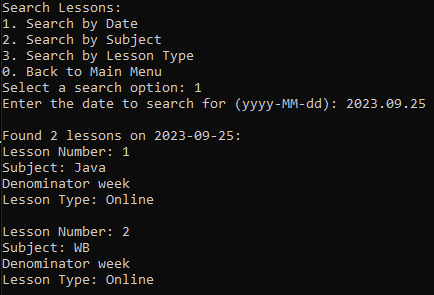 Search Lessons:
1. Search by Date
2. Search by Subject
3. Search by Lesson Type
0. Back to Main Menu
Select a search option: 1
Enter the date to search for (yyyy-MM-dd): 2023.09.25
Found 2 lessons on 2023-09-25:
Lesson Number: 1
Subject: Java
Denominator week
Lesson Type: Online
Lesson Number: 2
Subject: WB
Denominator week
Lesson Type: Online